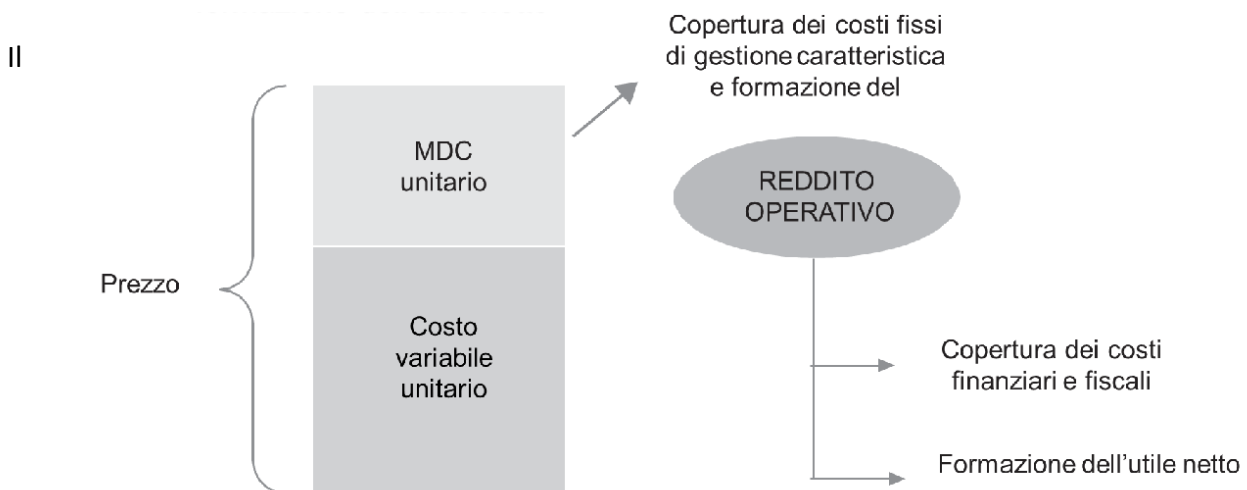 Il
Copertura dei costi fissi
di gestione caratteristica
e formazione del
MDC
unitario
REDDITO
OPERATIVO
Prezzo
Costo
variabile
unitario
Copertura dei costi
finanziari e fiscali
Formazione dell'utile netto